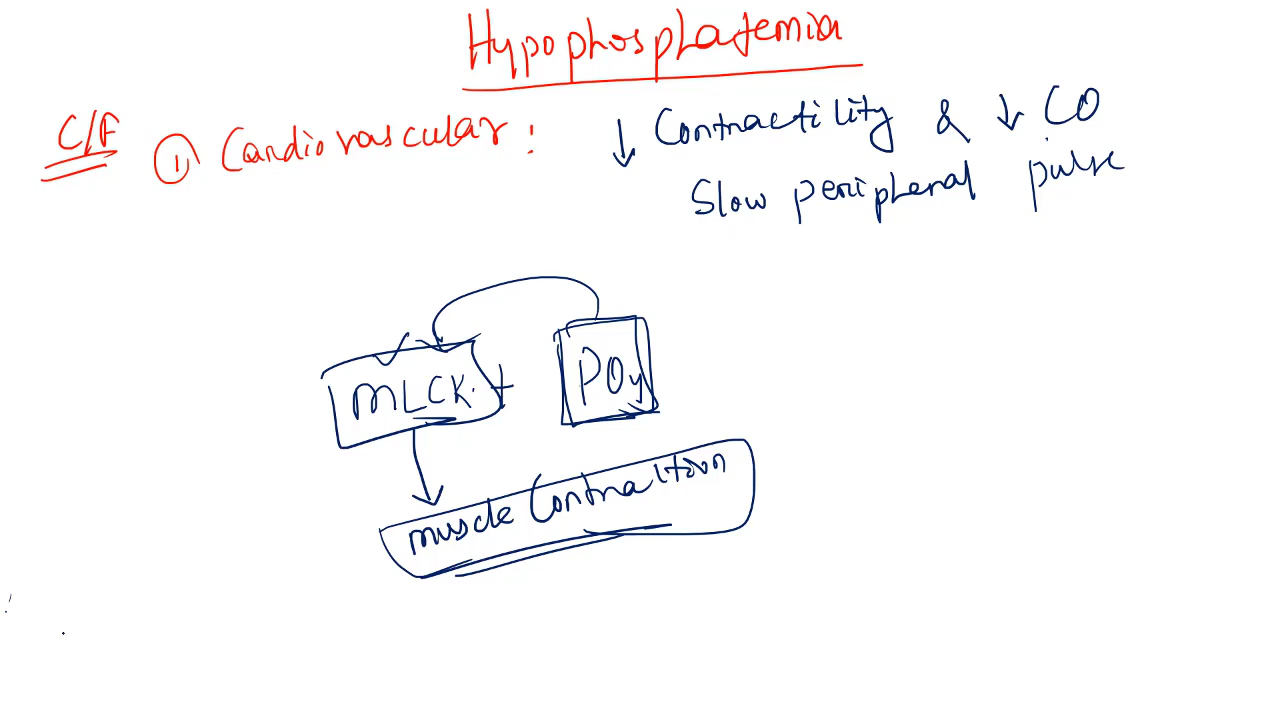 Hypophosphatemia
C/F ① Cardiovascular : ↓ Contractility & ↓ CO
Slow peripheral pulse
MLCK + PO4
muscle Contraction